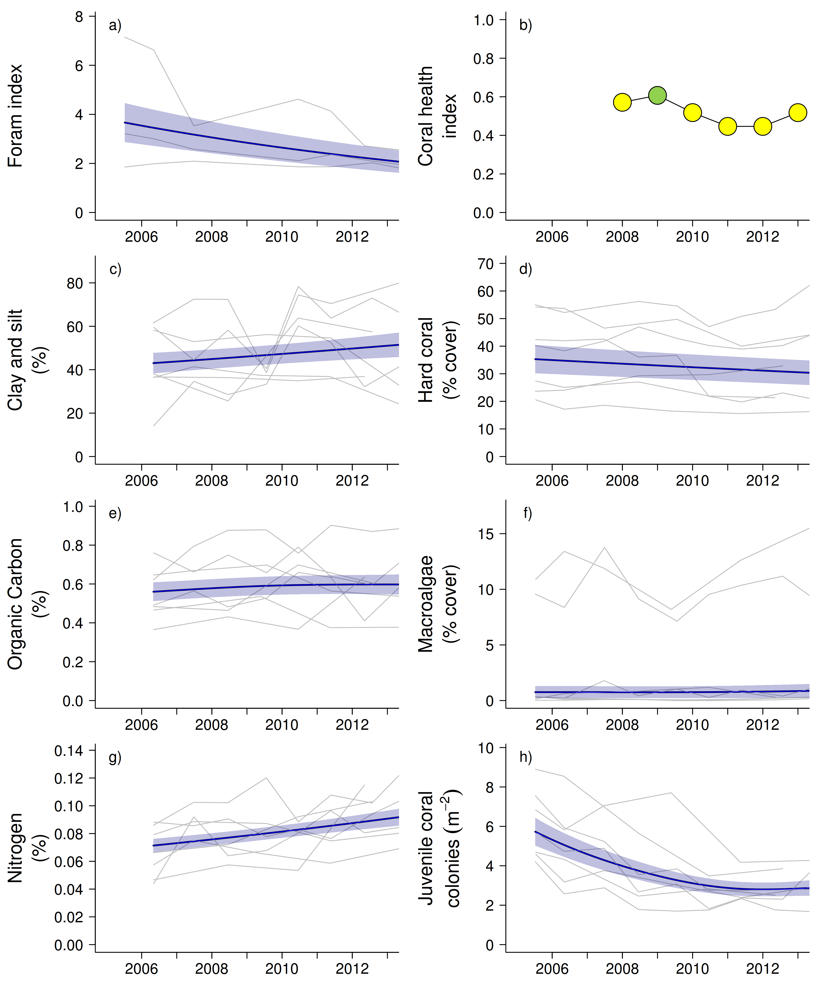 a)
Foram index
8
6
4
2
0
2006 2008 2010 2012
b)
Coral health
index
1.0
0.8
0.6
0.4
0.2
0.0
2006 2008 2010 2012
c)
Clay and silt
(%)
80
60
40
20
0
2006 2008 2010 2012
d)
Hard coral
(% cover)
70
60
50
40
30
20
10
0
2006 2008 2010 2012
e)
Organic Carbon
(%)
1.0
0.8
0.6
0.4
0.2
0.0
2006 2008 2010 2012
f)
Macroalgae
(% cover)
15
10
5
0
2006 2008 2010 2012
g)
Nitrogen
(%)
0.14
0.12
0.10
0.08
0.06
0.04
0.02
0.00
2006 2008 2010 2012
h)
Juvenile coral
colonies (m⁻²)
10
8
6
4
2
0
2006 2008 2010 2012